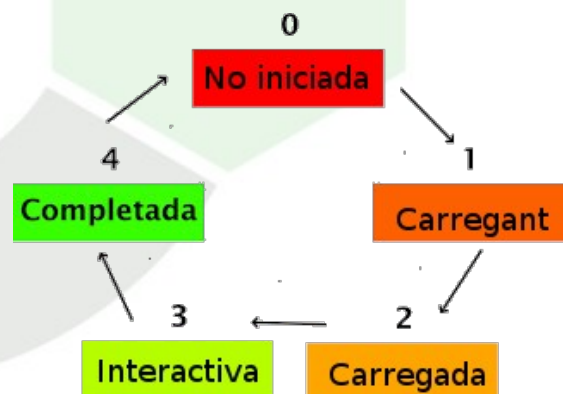 0
No iniciada
1
Carregant
2
Carregada
3
Interactiva
4
Completada